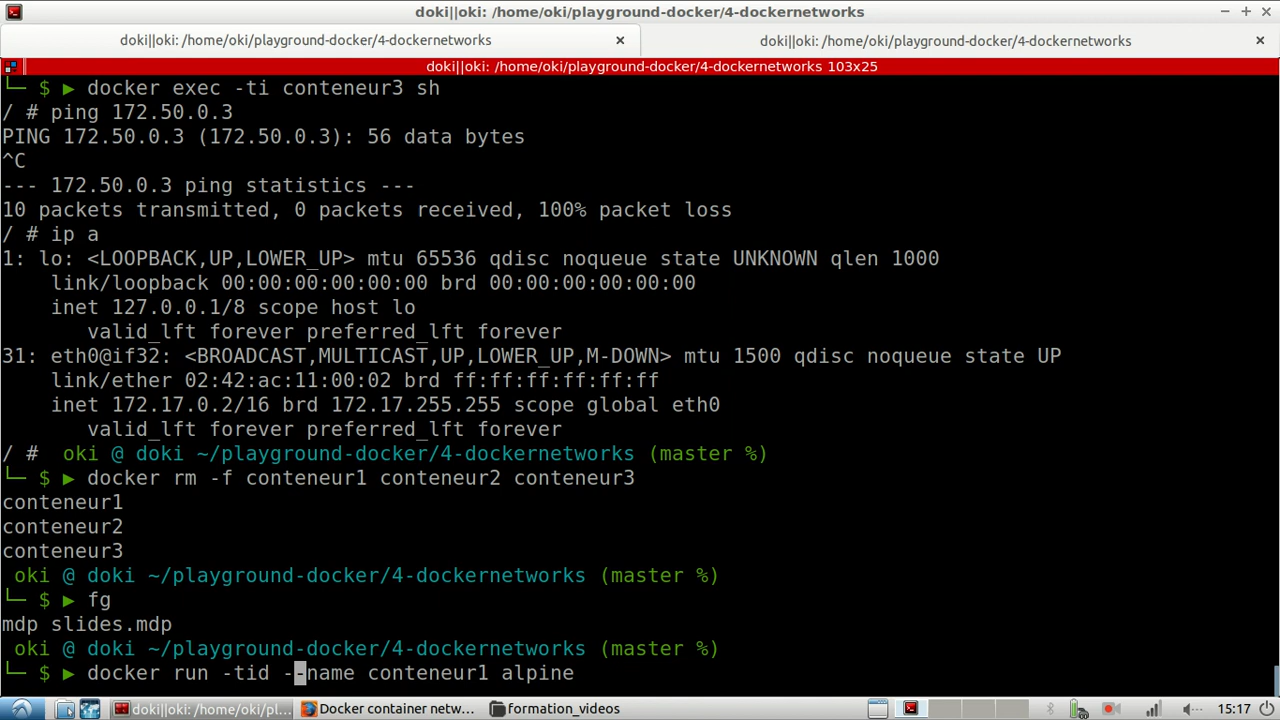 doki||oki: /home/oki/playground-docker/4-dockernetworks
doki||oki: /home/oki/playground-docker/4-dockernetworks
doki||oki: /home/oki/playground-docker/4-dockernetworks
doki||oki: /home/oki/playground-docker/4-dockernetworks 103x25
└─ $ ▶ docker exec -ti conteneur3 sh
/ # ping 172.50.0.3
PING 172.50.0.3 (172.50.0.3): 56 data bytes
^C
--- 172.50.0.3 ping statistics ---
10 packets transmitted, 0 packets received, 100% packet loss
/ # ip a
1: lo: <LOOPBACK,UP,LOWER_UP> mtu 65536 qdisc noqueue state UNKNOWN qlen 1000
    link/loopback 00:00:00:00:00:00 brd 00:00:00:00:00:00
    inet 127.0.0.1/8 scope host lo
       valid_lft forever preferred_lft forever
31: eth0@if32: <BROADCAST,MULTICAST,UP,LOWER_UP,M-DOWN> mtu 1500 qdisc noqueue state UP
    link/ether 02:42:ac:11:00:02 brd ff:ff:ff:ff:ff:ff
    inet 172.17.0.2/16 brd 172.17.255.255 scope global eth0
       valid_lft forever preferred_lft forever
/ #  oki @ doki ~/playground-docker/4-dockernetworks (master %)
└─ $ ▶ docker rm -f conteneur1 conteneur2 conteneur3
conteneur1
conteneur2
conteneur3
 oki @ doki ~/playground-docker/4-dockernetworks (master %)
└─ $ ▶ fg
mdp slides.mdp
 oki @ doki ~/playground-docker/4-dockernetworks (master %)
└─ $ ▶ docker run -tid --name conteneur1 alpine
doki||oki: /home/oki/pl... Docker container netw... formation_videos 15:17